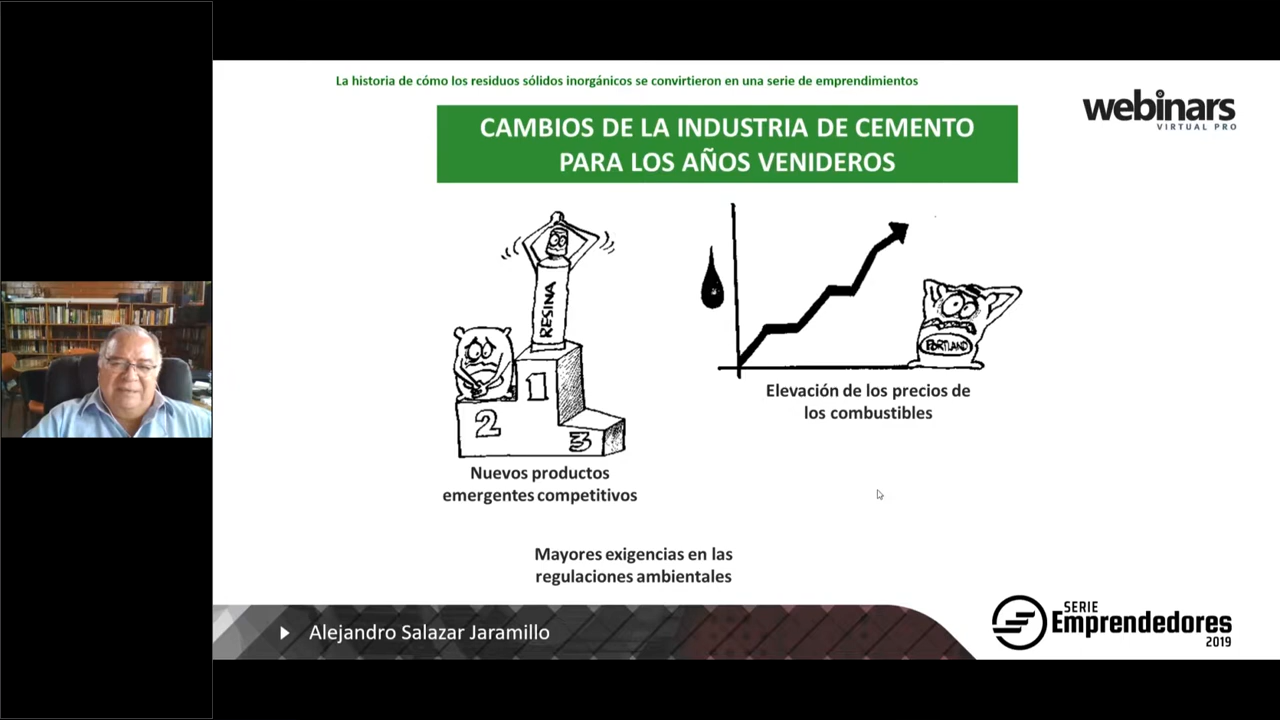 La historia de cómo los residuos sólidos inorgánicos se convirtieron en una serie de emprendimientos
webinars
VIRTUAL PRO
CAMBIOS DE LA INDUSTRIA DE CEMENTO
PARA LOS AÑOS VENIDEROS
RESINA
1
2
3
PORTLAND
Nuevos productos
emergentes competitivos
Elevación de los precios de
los combustibles
Mayores exigencias en las
regulaciones ambientales
Alejandro Salazar Jaramillo
SERIE
Emprendedores
2019